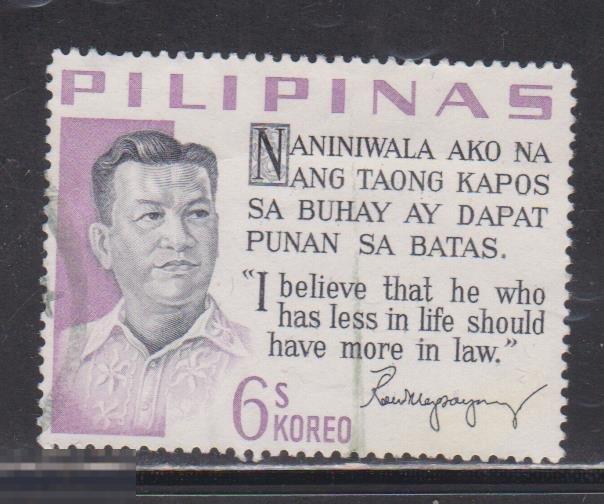 PILIPINAS
NANINIWALA AKO NA
ANG TAONG KAPOS
SA BUHAY AY DAPAT
PUNAN SA BATAS.
“I believe that he who
has less in life should
have more in law.”
6s
KOREO